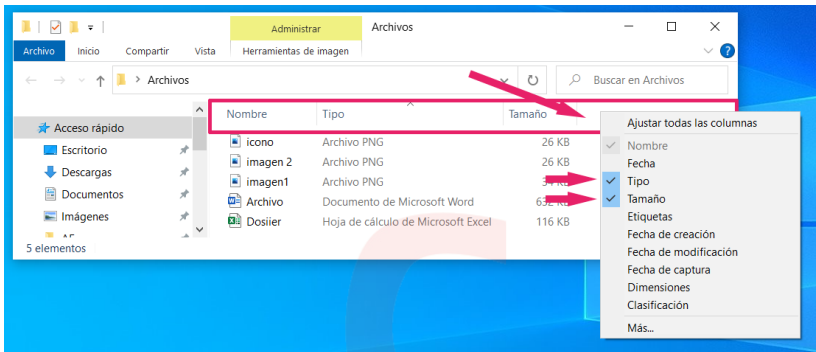 Administrar Archivos
Archivo Inicio Compartir Vista Herramientas de imagen
Archivos Buscar en Archivos
Nombre Tipo Tamaño
Acceso rápido
Escritorio
Descargas
Documentos
Imágenes
icono Archivo PNG 26 KB
imagen 2 Archivo PNG 26 KB
imagen1 Archivo PNG KB
Archivo Documento de Microsoft Word KB
Dosiier Hoja de cálculo de Microsoft Excel 116 KB
5 elementos
Ajustar todas las columnas
Nombre
Fecha
Tipo
Tamaño
Etiquetas
Fecha de creación
Fecha de modificación
Fecha de captura
Dimensiones
Clasificación
Más...